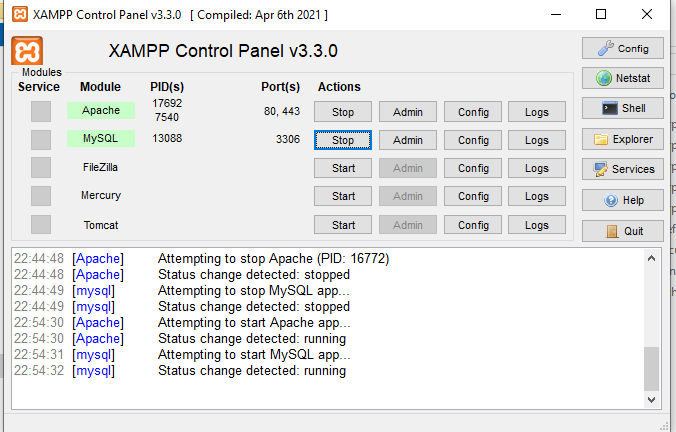 XAMPP Control Panel v3.3.0 [ Compiled: Apr 6th 2021 ]
XAMPP Control Panel v3.3.0
Config
Modules
Service Module PID(s) Port(s) Actions
Netstat
Apache 17692 7540 80, 443 Stop Admin Config Logs
Shell
MySQL 13088 3306 Stop Admin Config Logs
Explorer
FileZilla Start Admin Config Logs
Services
Mercury Start Admin Config Logs
Help
Tomcat Start Admin Config Logs
Quit
22:44:48 [Apache] Attempting to stop Apache (PID: 16772)
22:44:48 [Apache] Status change detected: stopped
22:44:49 [mysql] Attempting to stop MySQL app...
22:44:49 [mysql] Status change detected: stopped
22:54:30 [Apache] Attempting to start Apache app...
22:54:30 [Apache] Status change detected: running
22:54:31 [mysql] Attempting to start MySQL app...
22:54:32 [mysql] Status change detected: running